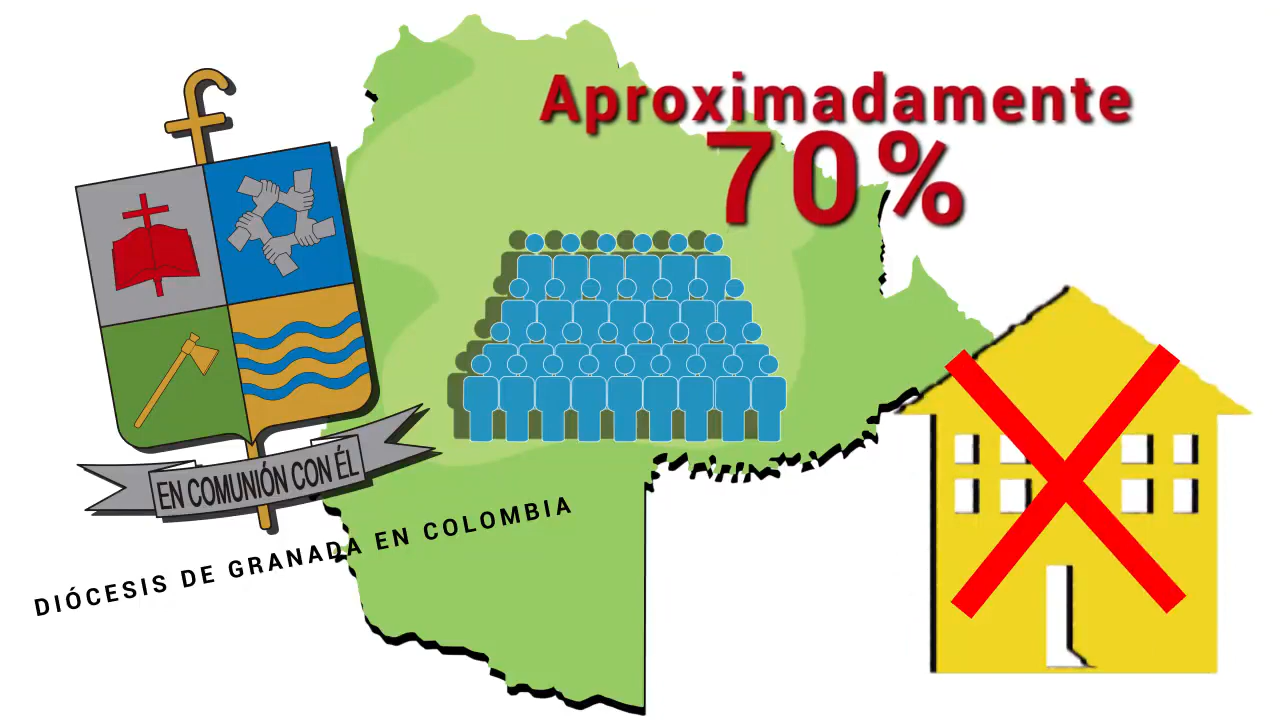 Aproximadamente
70%
EN COMUNIÓN CON ÉL
DIÓCESIS DE GRANADA EN COLOMBIA